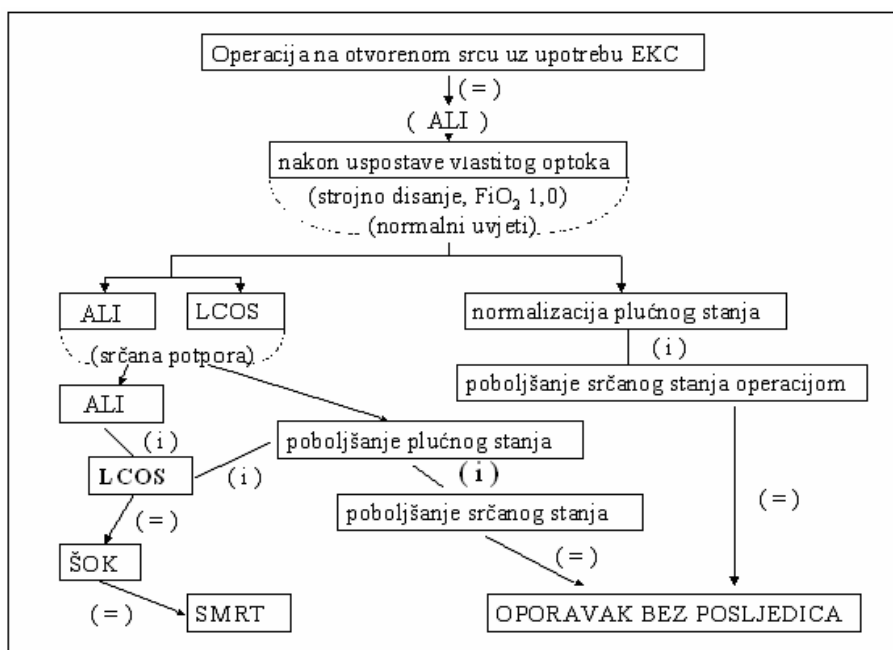 Operacija na otvorenom srcu uz upotrebu EKC
(=)
( ALI )
nakon uspostave vlastitog optoka
(strojno disanje, FiO₂ 1,0)
(normalni uvjeti)
ALI
LCOS
normalizacija plućnog stanja
(srčana potpora)
(i)
ALI
poboljšanje srčanog stanja operacijom
(i)
poboljšanje plućnog stanja
LCOS
(i)
(i)
(=)
poboljšanje srčanog stanja
(=)
ŠOK
(=)
(=)
SMRT
OPORAVAK BEZ POSLJEDICA